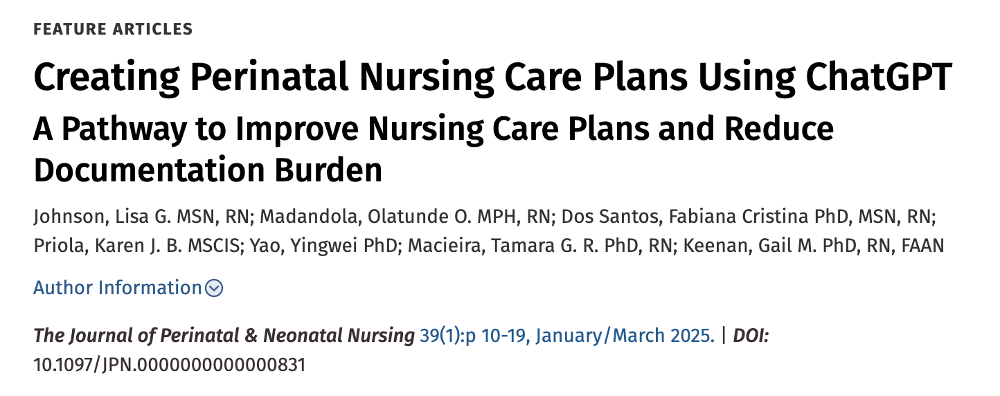 FEATURE ARTICLES
Creating Perinatal Nursing Care Plans Using ChatGPT
A Pathway to Improve Nursing Care Plans and Reduce
Documentation Burden
Johnson, Lisa G. MSN, RN; Madandola, Olatunde O. MPH, RN; Dos Santos, Fabiana Cristina PhD, MSN, RN;
Priola, Karen J. B. MSCIS; Yao, Yingwei PhD; Macieira, Tamara G. R. PhD, RN; Keenan, Gail M. PhD, RN, FAAN
Author Information
The Journal of Perinatal & Neonatal Nursing 39(1):p 10-19, January/March 2025. | DOI:
10.1097/JPN.0000000000000831